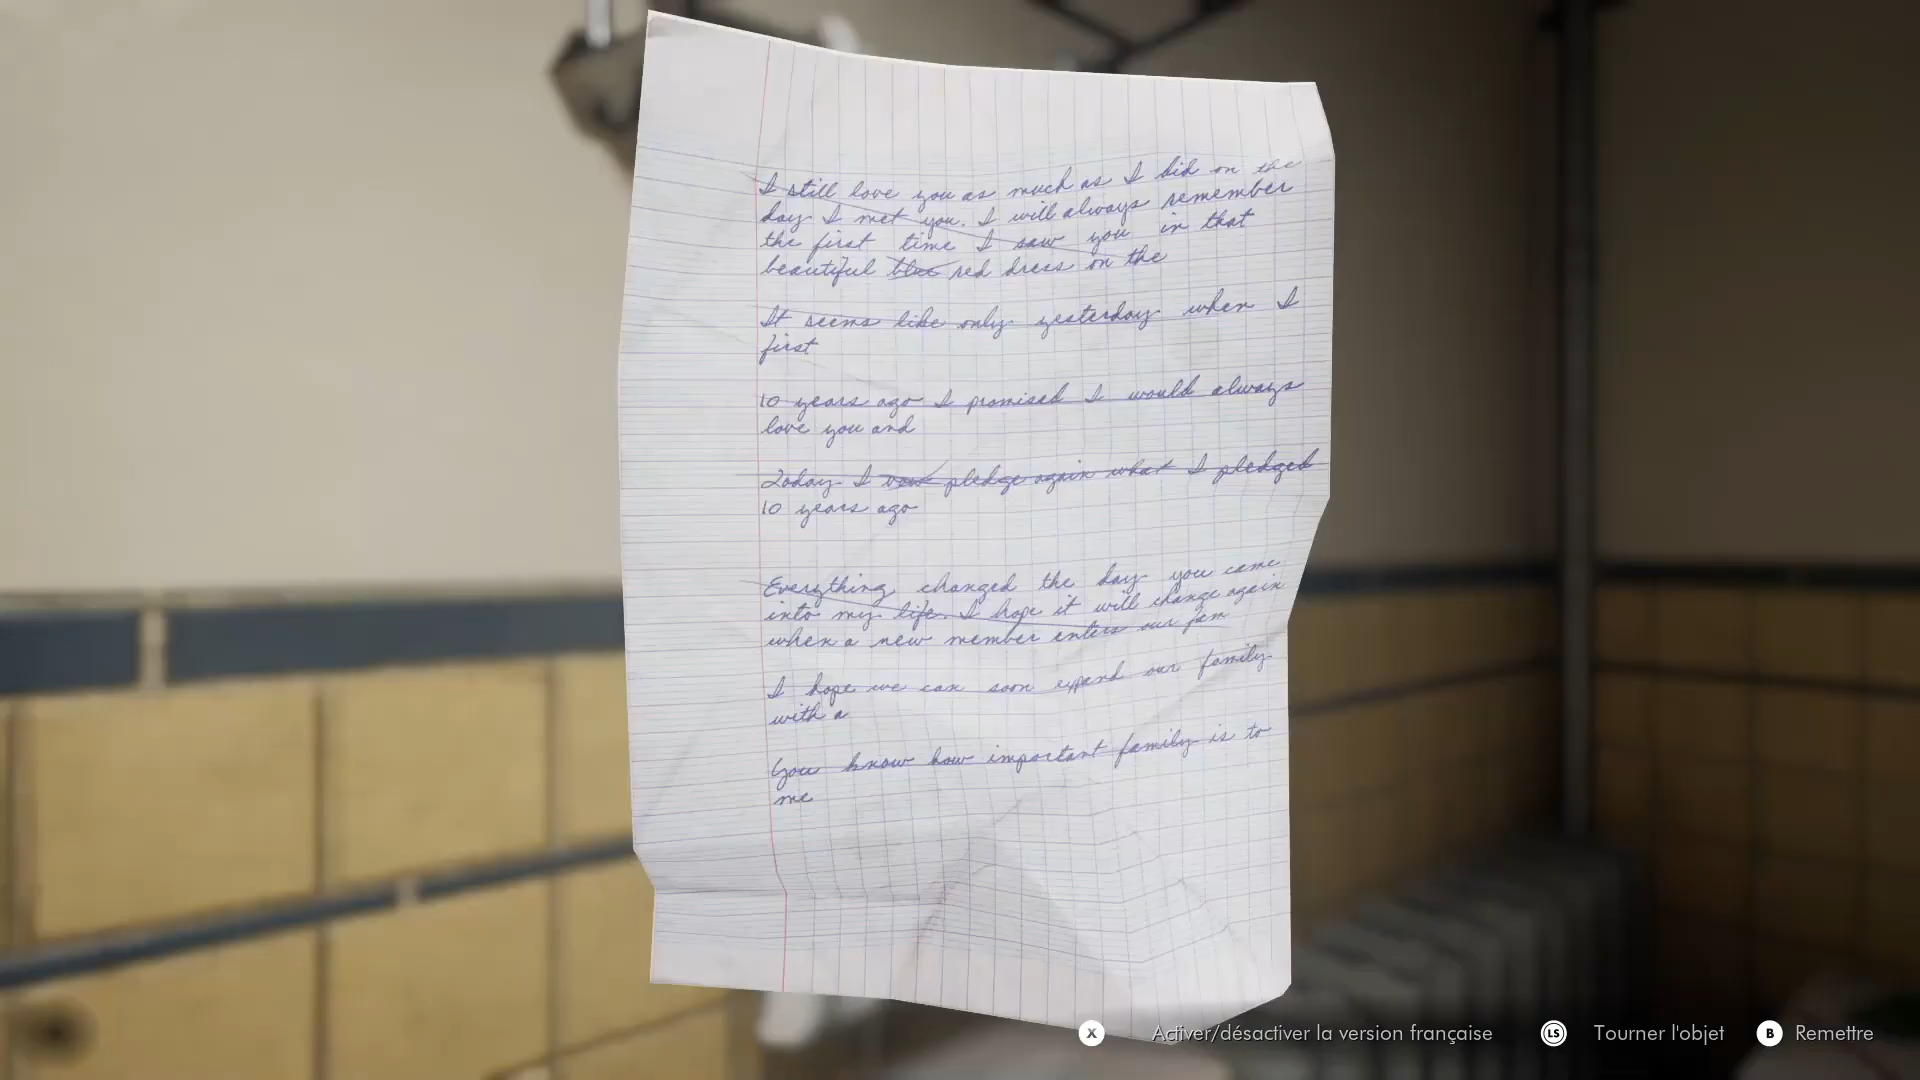 I still love you as much as I did on the
day I met you. I will always remember
the first time I saw you in that
beautiful blue red dress on the
It seems like only yesterday when I
first
10 years ago I promised I would always
love you and
Today I vow pledge again what I pledged
10 years ago
Everything changed the day you came
into my life. I hope it will change again
when a new member enters our fam
I hope we can soon expand our family
with a
You know how important family is to
me
X Activer/désactiver la version française LS Tourner l'objet B Remettre